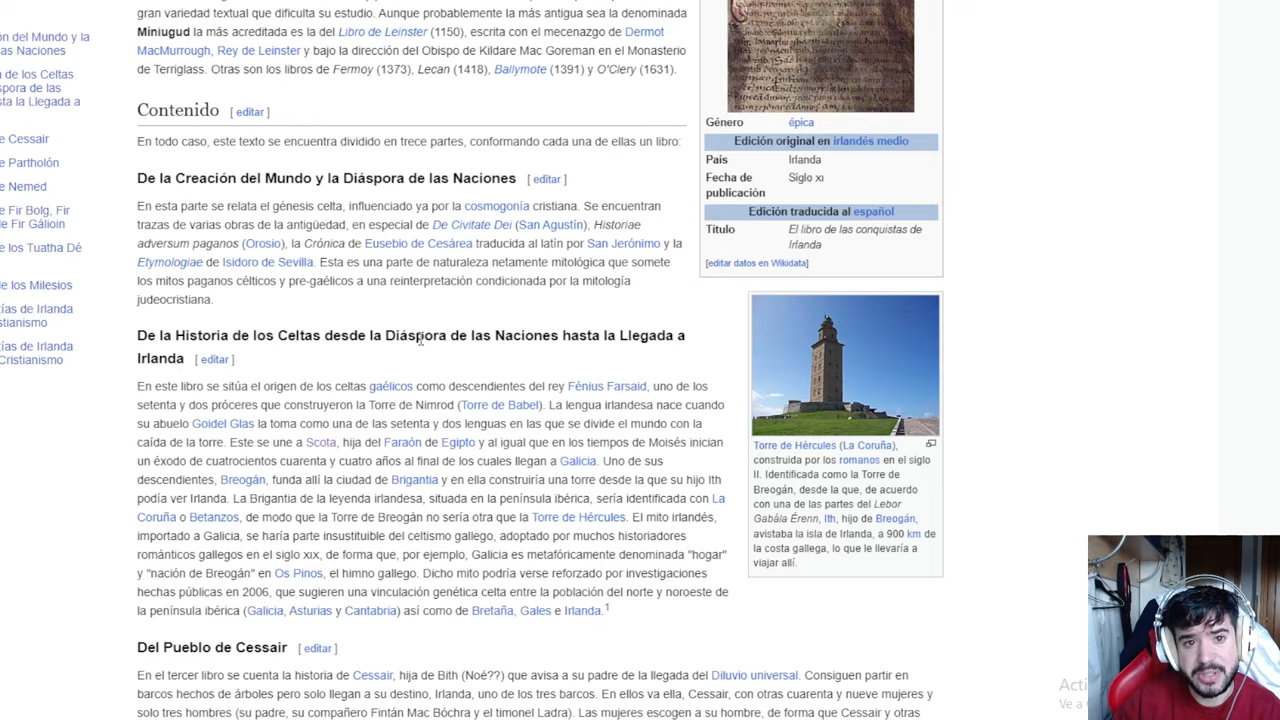 gran variedad textual que dificulta su estudio. Aunque probablemente la más antigua sea la denominada
Miniugud la más acreditada es la del Libro de Leinster (1150), escrita con el mecenazgo de Dermot
MacMurrough, Rey de Leinster y bajo la dirección del Obispo de Kildare Mac Goreman en el Monasterio
de Terriglass. Otras son los libros de Fermoy (1373), Lecan (1418), Ballymote (1391) y O'Clery (1631).
Contenido [ editar ]
En todo caso, este texto se encuentra dividido en trece partes, conformando cada una de ellas un libro:
De la Creación del Mundo y la Diáspora de las Naciones [ editar ]
En esta parte se relata el génesis celta, influenciado ya por la cosmogonía cristiana. Se encuentran
trazas de varias obras de la antigüedad, en especial de De Civitate Dei (San Agustín), Historiae
adversum paganos (Orosio), la Crónica de Eusebio de Cesárea traducida al latín por San Jerónimo y la
Etymologiae de Isidoro de Sevilla. Esta es una parte de naturaleza netamente mitológica que somete
los mitos paganos célticos y pre-gaélicos a una reinterpretación condicionada por la mitología
judeocristiana.
De la Historia de los Celtas desde la Diáspora de las Naciones hasta la Llegada a
Irlanda [ editar ]
En este libro se sitúa el origen de los celtas gaélicos como descendientes del rey Fénius Farsaid, uno de los
setenta y dos próceres que construyeron la Torre de Nimrod (Torre de Babel). La lengua irlandesa nace cuando
su abuelo Goidel Glas la toma como una de las setenta y dos lenguas en las que se divide el mundo con la
caída de la torre. Este se une a Scota, hija del Faraón de Egipto y al igual que en los tiempos de Moisés inician
un éxodo de cuatrocientos cuarenta y cuatro años al final de los cuales llegan a Galicia. Uno de sus
descendientes, Breogán, funda allí la ciudad de Brigantia y en ella construiría una torre desde la que su hijo Ith
podía ver Irlanda. La Brigantia de la leyenda irlandesa, situada en la península ibérica, sería identificada con La
Coruña o Betanzos, de modo que la Torre de Breogán no sería otra que la Torre de Hércules. El mito irlandés,
importado a Galicia, se haría parte insustituible del celtismo gallego, adoptado por muchos historiadores
románticos gallegos en el siglo XIX, de forma que, por ejemplo, Galicia es metafóricamente denominada "hogar"
y "nación de Breogán" en Os Pinos, el himno gallego. Dicho mito podría verse reforzado por investigaciones
hechas públicas en 2006, que sugieren una vinculación genética celta entre la población del norte y noroeste de
la península ibérica (Galicia, Asturias y Cantabria) así como de Bretaña, Gales e Irlanda.1
Del Pueblo de Cessair [ editar ]
En el tercer libro se cuenta la historia de Cessair, hija de Bith (Noé??) que avisa a su padre de la llegada del Diluvio universal. Consiguen partir en
barcos hechos de árboles pero solo llegan a su destino, Irlanda, uno de los tres barcos. En ellos va ella, Cessair, con otras cuarenta y nueve mujeres y
solo tres hombres (su padre, su compañero Fintán Mac Bóchra y el timonel Ladra). Las mujeres escogen a su hombre, de forma que Cessair y otras
ón del Mundo y la
as Naciones
a de los Celtas
spora de las
sta la Llegada a
e Cessair
e Partholón
e Nemed
e Fir Bolg, Fir
e Fir Gálioin
e los Tuatha Dé
de los Milesios
ías de Irlanda
stianismo
ías de Irlanda
Cristianismo
Género épica
Edición original en irlandés medio
País Irlanda
Fecha de Siglo XI
publicación
Edición traducida al español
Título El libro de las conquistas de
Irlanda
[editar datos en Wikidata]
Torre de Hércules (La Coruña),
construida por los romanos en el siglo
II. Identificada como la Torre de
Breogán, desde la que, de acuerdo
con una de las partes del Lebor
Gabála Érenn, Ith, hijo de Breogán,
avistaba la isla de Irlanda, a 900 km de
la costa gallega, lo que le llevaría a
viajar allí.
Acti
Ve a